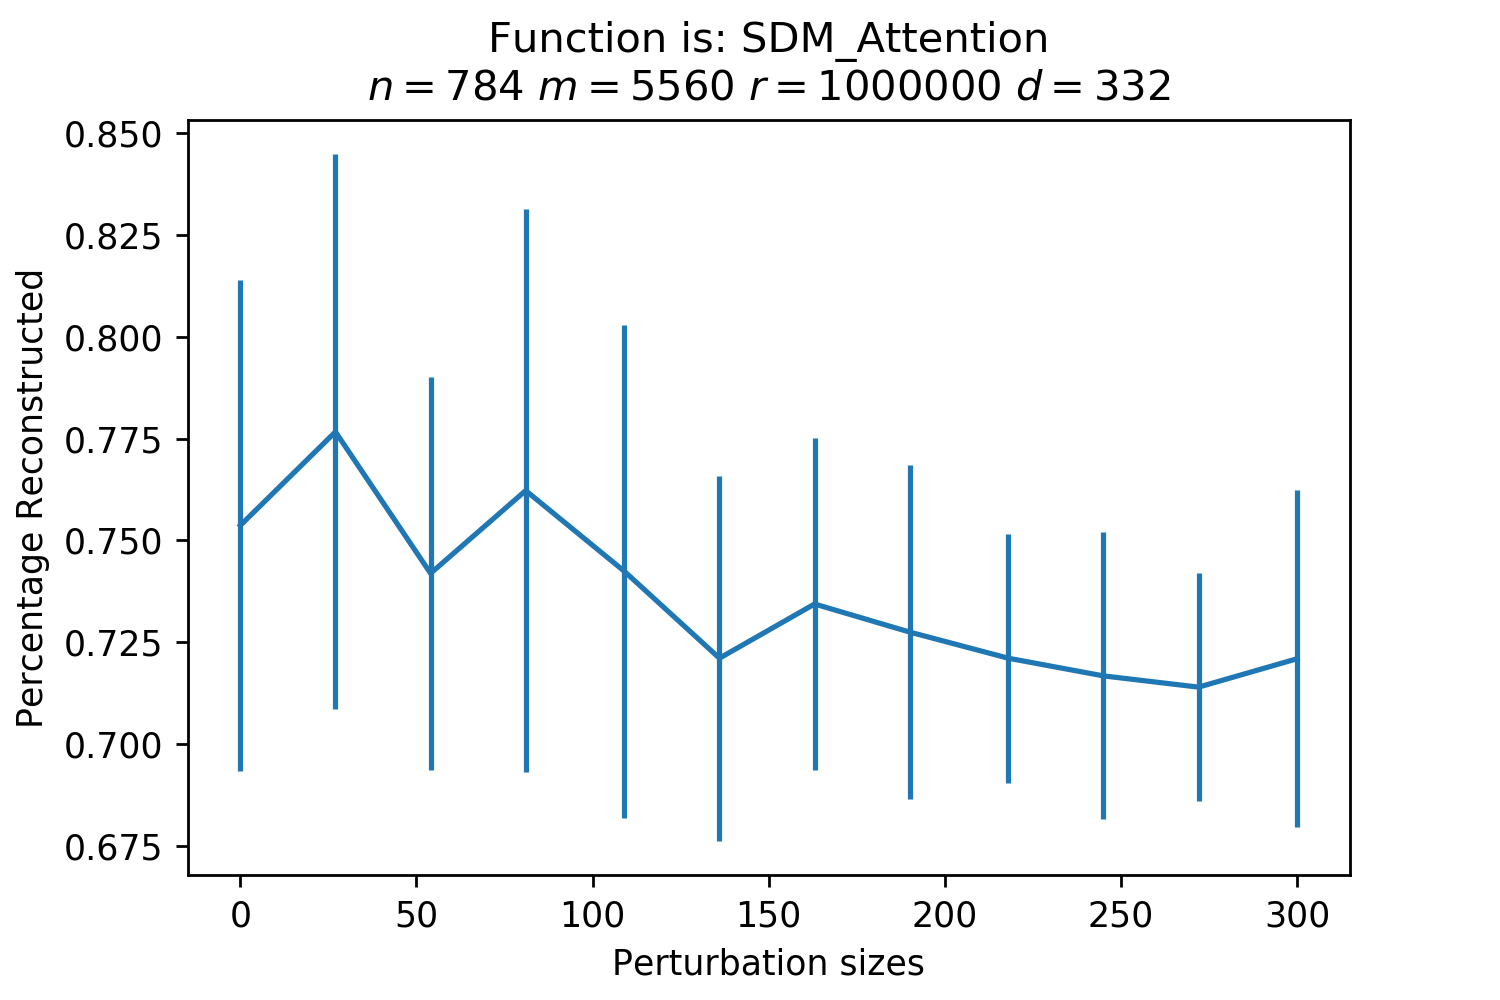 Function is: SDM_Attention
n = 784 m = 5560 r = 1000000 d = 332
Percentage Reconstructed
0.850
0.825
0.800
0.775
0.750
0.725
0.700
0.675
0 50 100 150 200 250 300
Perturbation sizes